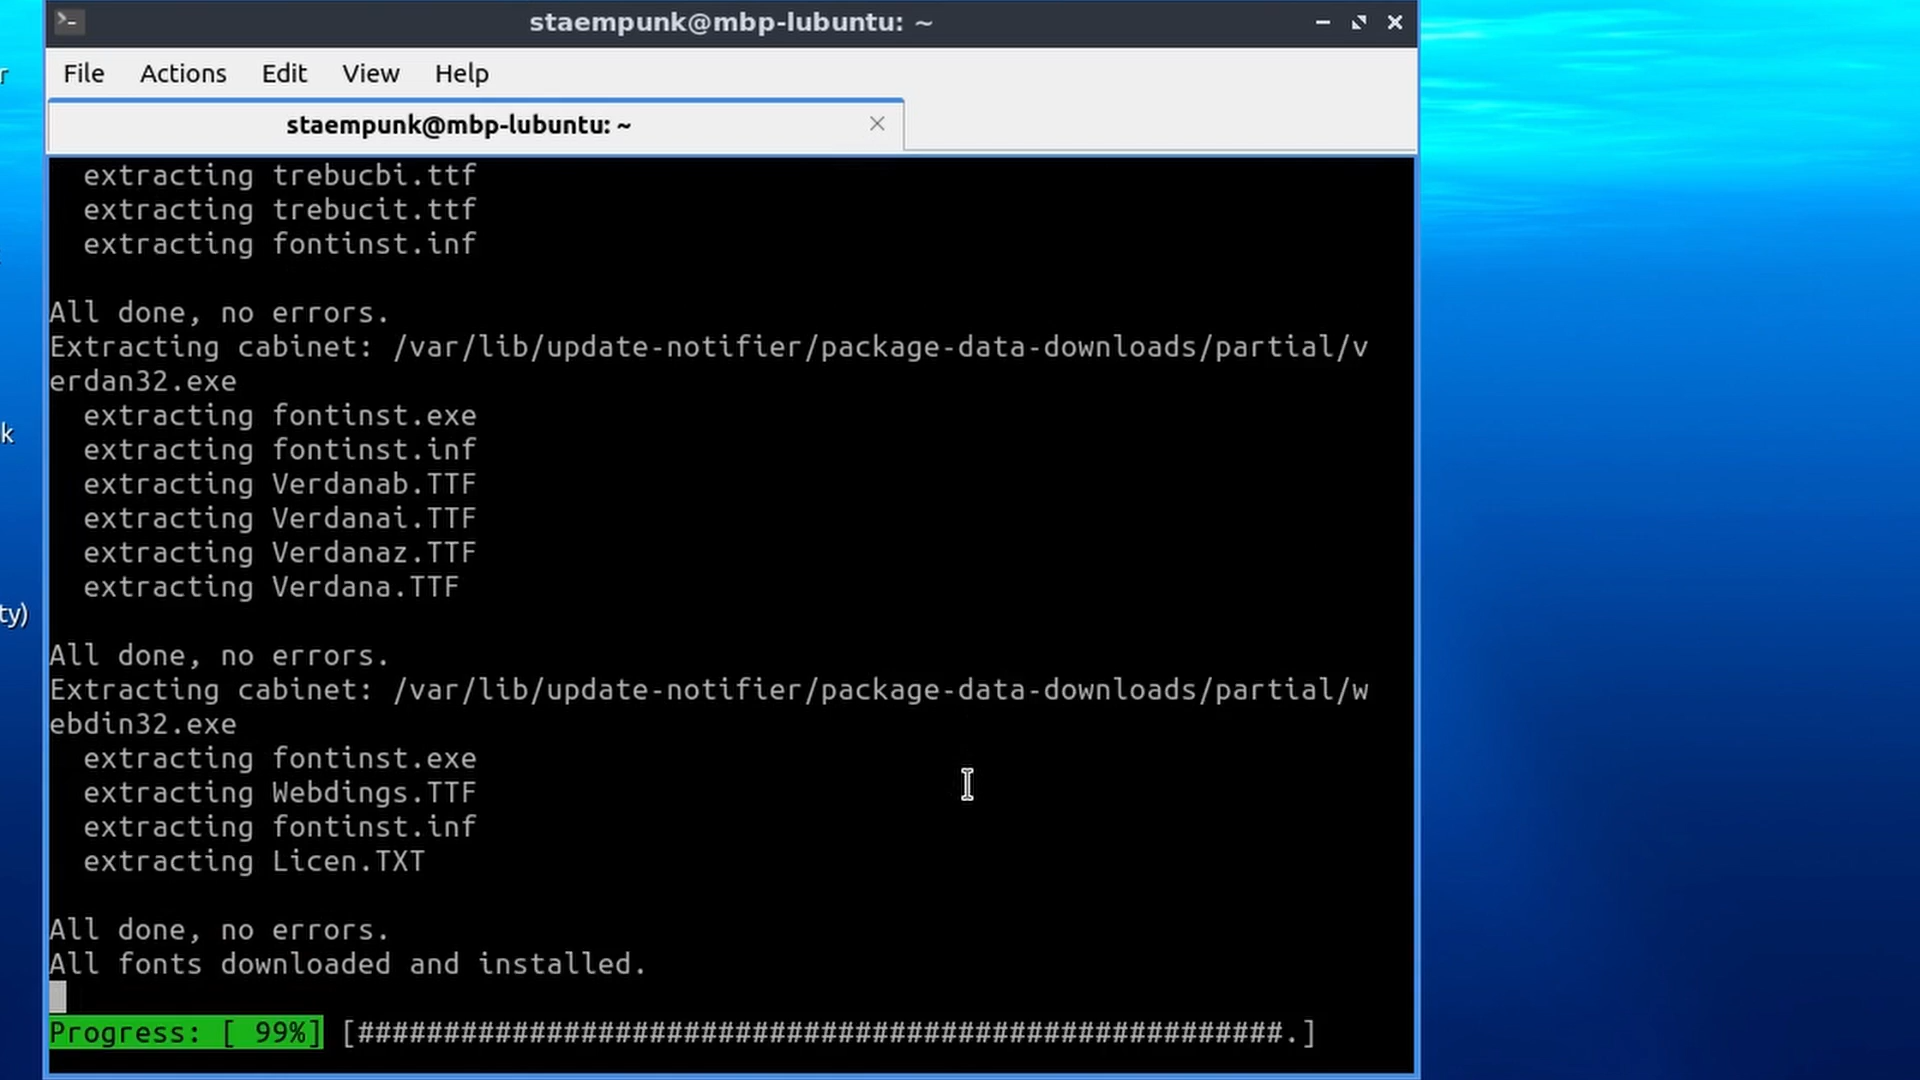 staempunk@mbp-lubuntu: ~
File Actions Edit View Help
staempunk@mbp-lubuntu: ~
extracting trebucbi.ttf
extracting trebucit.ttf
extracting fontinst.inf
All done, no errors.
Extracting cabinet: /var/lib/update-notifier/package-data-downloads/partial/v
erdan32.exe
extracting fontinst.exe
extracting fontinst.inf
extracting Verdanab.TTF
extracting Verdanai.TTF
extracting Verdanaz.TTF
extracting Verdana.TTF
All done, no errors.
Extracting cabinet: /var/lib/update-notifier/package-data-downloads/partial/w
ebdin32.exe
extracting fontinst.exe
extracting Webdings.TTF
extracting fontinst.inf
extracting Licen.TXT
All done, no errors.
All fonts downloaded and installed.
Progress: [ 99%] [######################################################.]
r
k
ty)